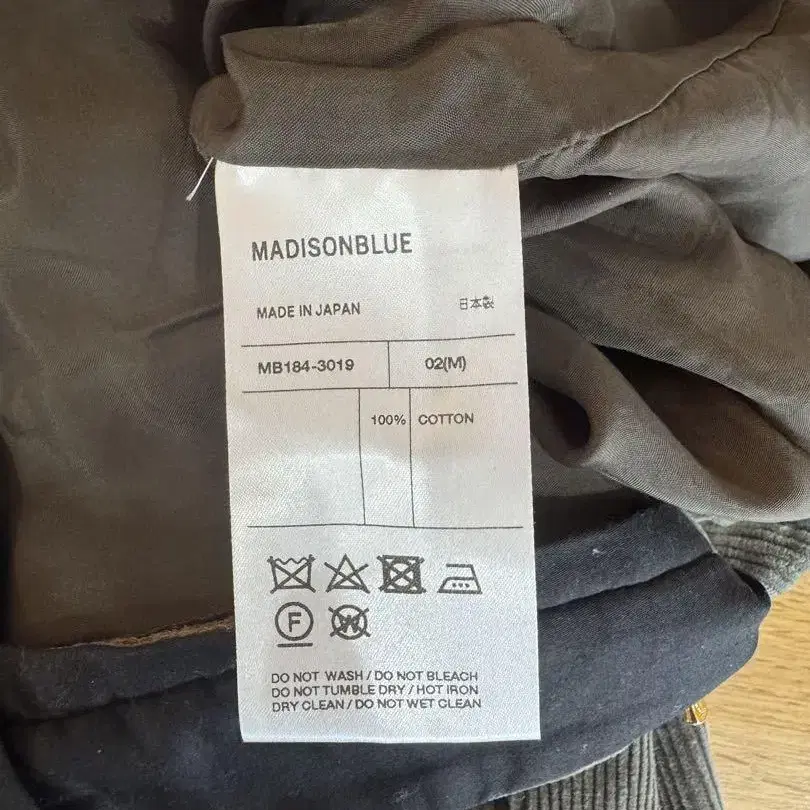 MADISONBLUE
MADE IN JAPAN 日本製
MB184-3019 02(M)
100% COTTON
F W
DO NOT WASH / DO NOT BLEACH
DO NOT TUMBLE DRY / HOT IRON
DRY CLEAN / DO NOT WET CLEAN